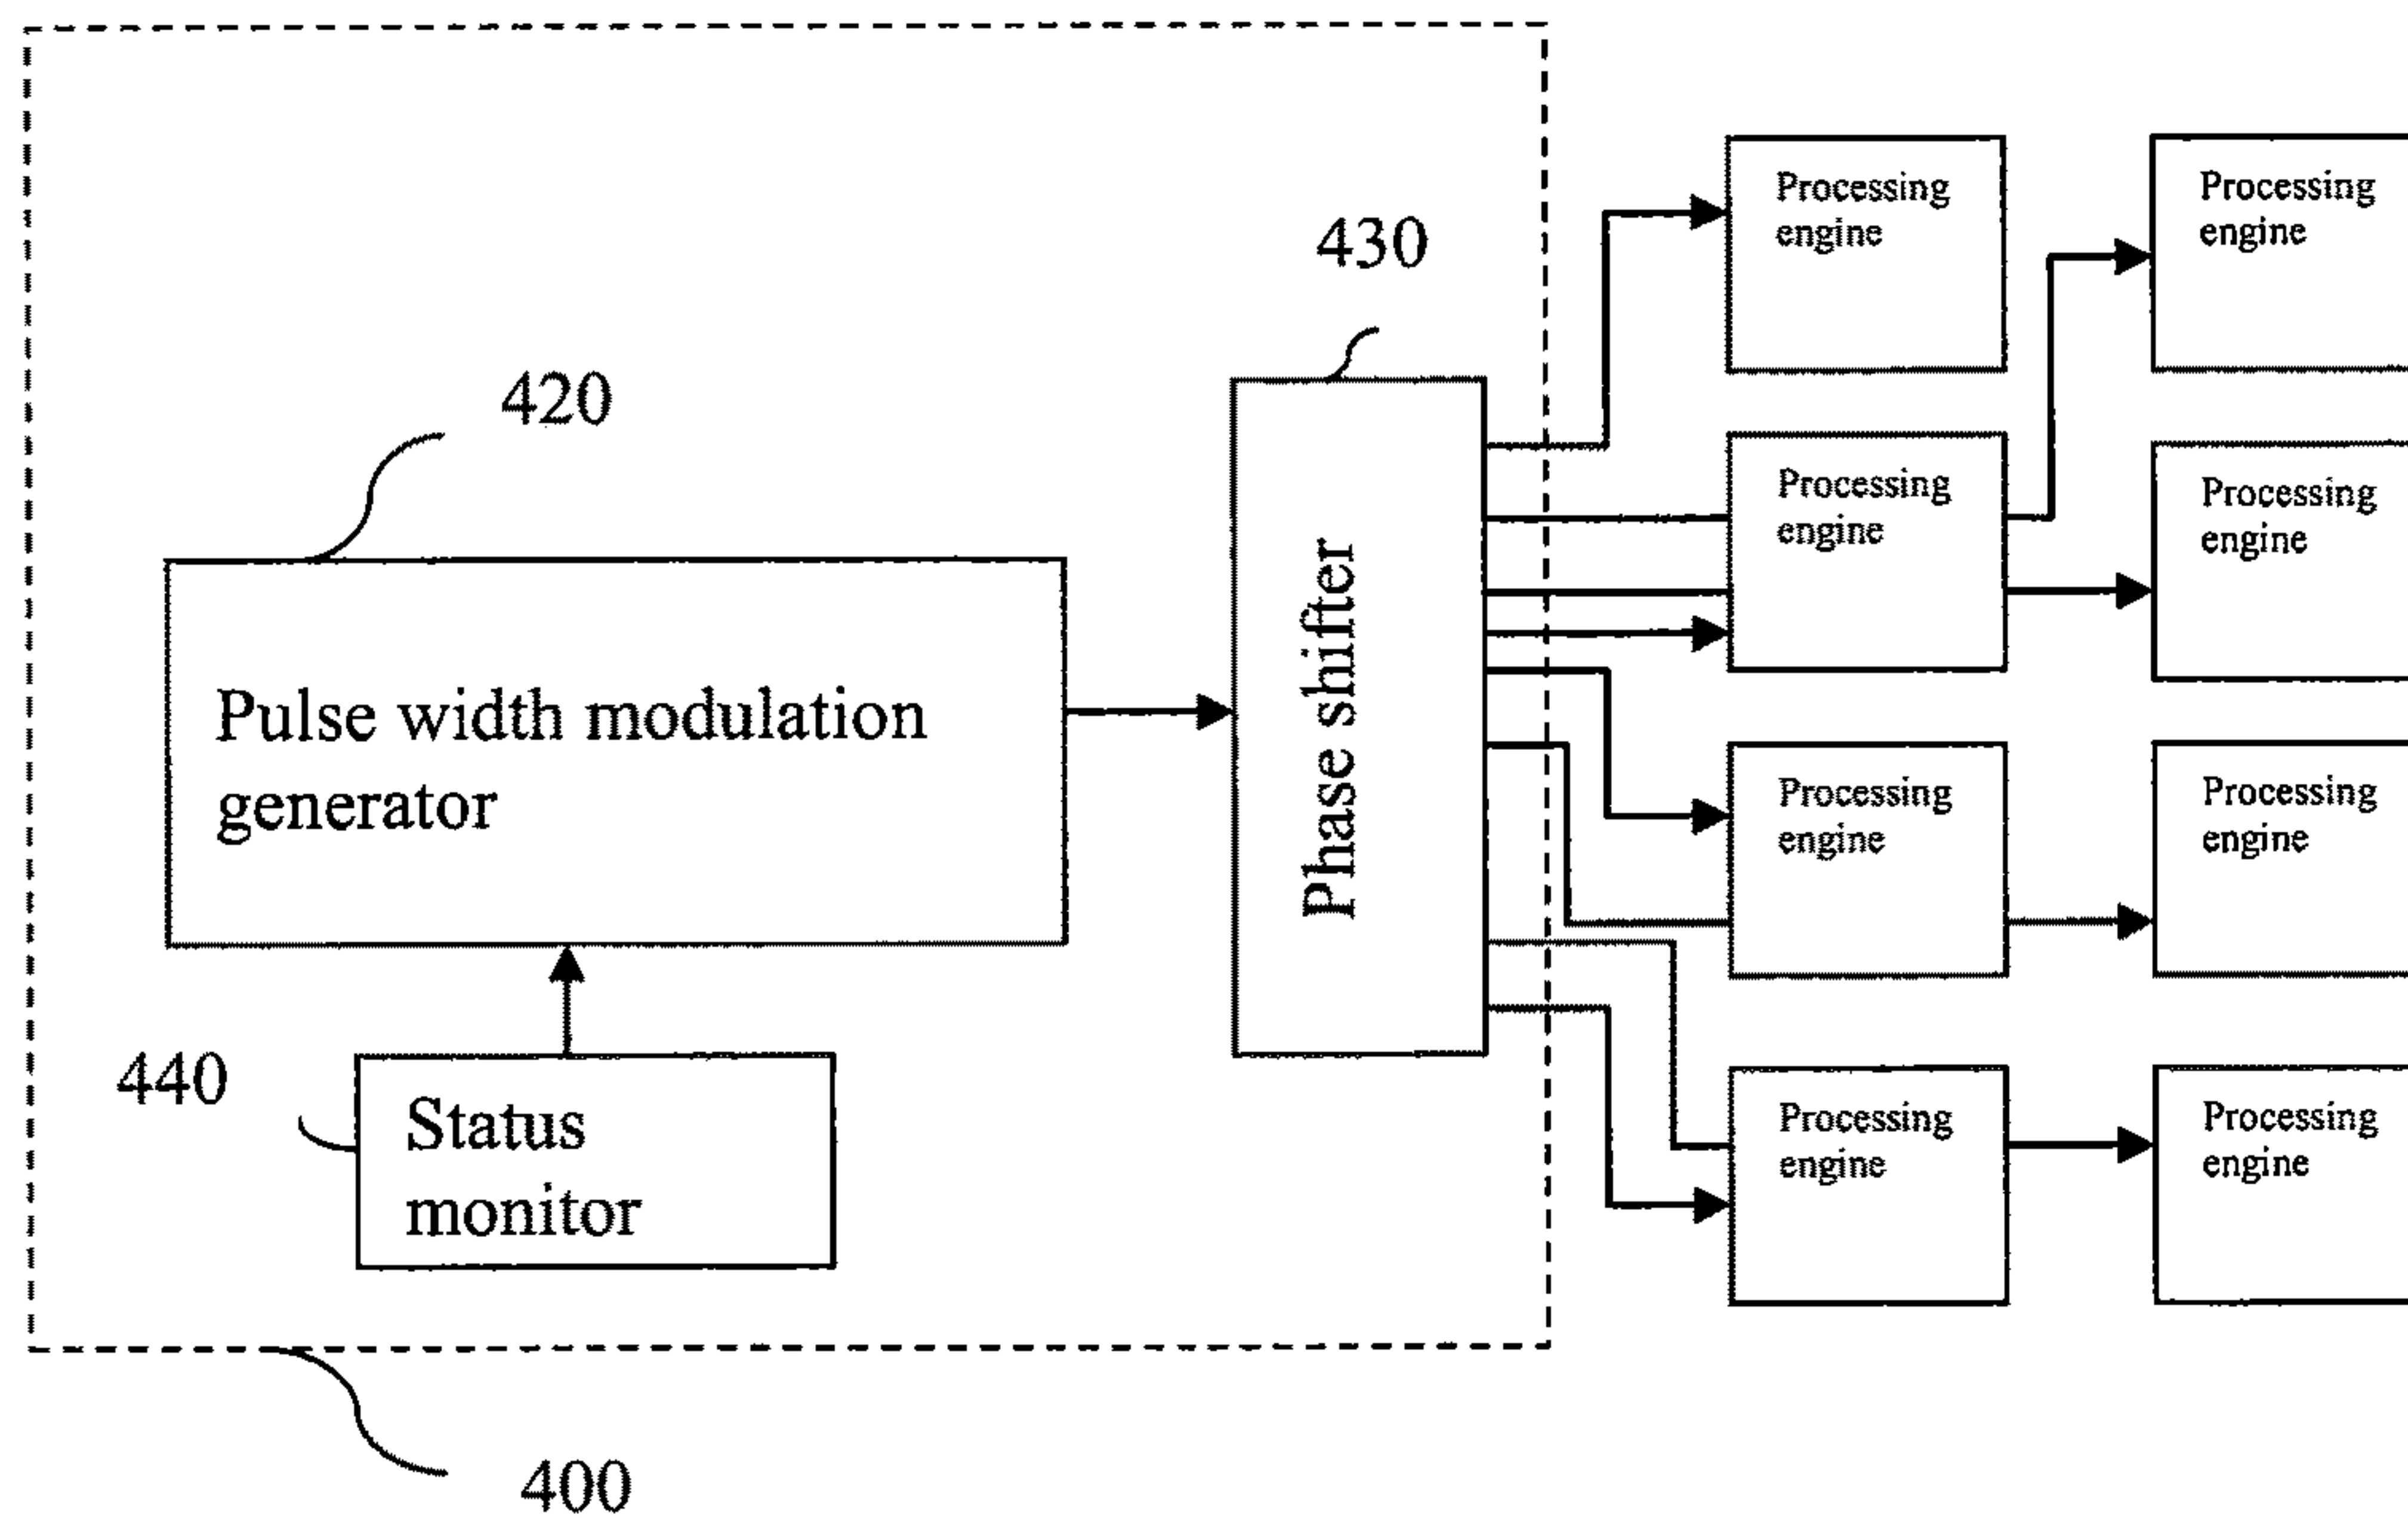 430
420
Pulse width modulation
generator
Phase shifter
440
Status
monitor
400
Processing
engine
Processing
engine
Processing
engine
Processing
engine
Processing
engine
Processing
engine
Processing
engine
Processing
engine